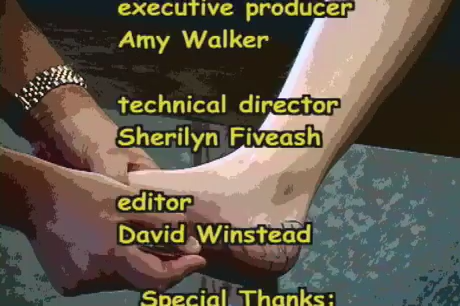 executive producer
Amy Walker
technical director
Sherilyn Fiveash
editor
David Winstead
Special Thanks: